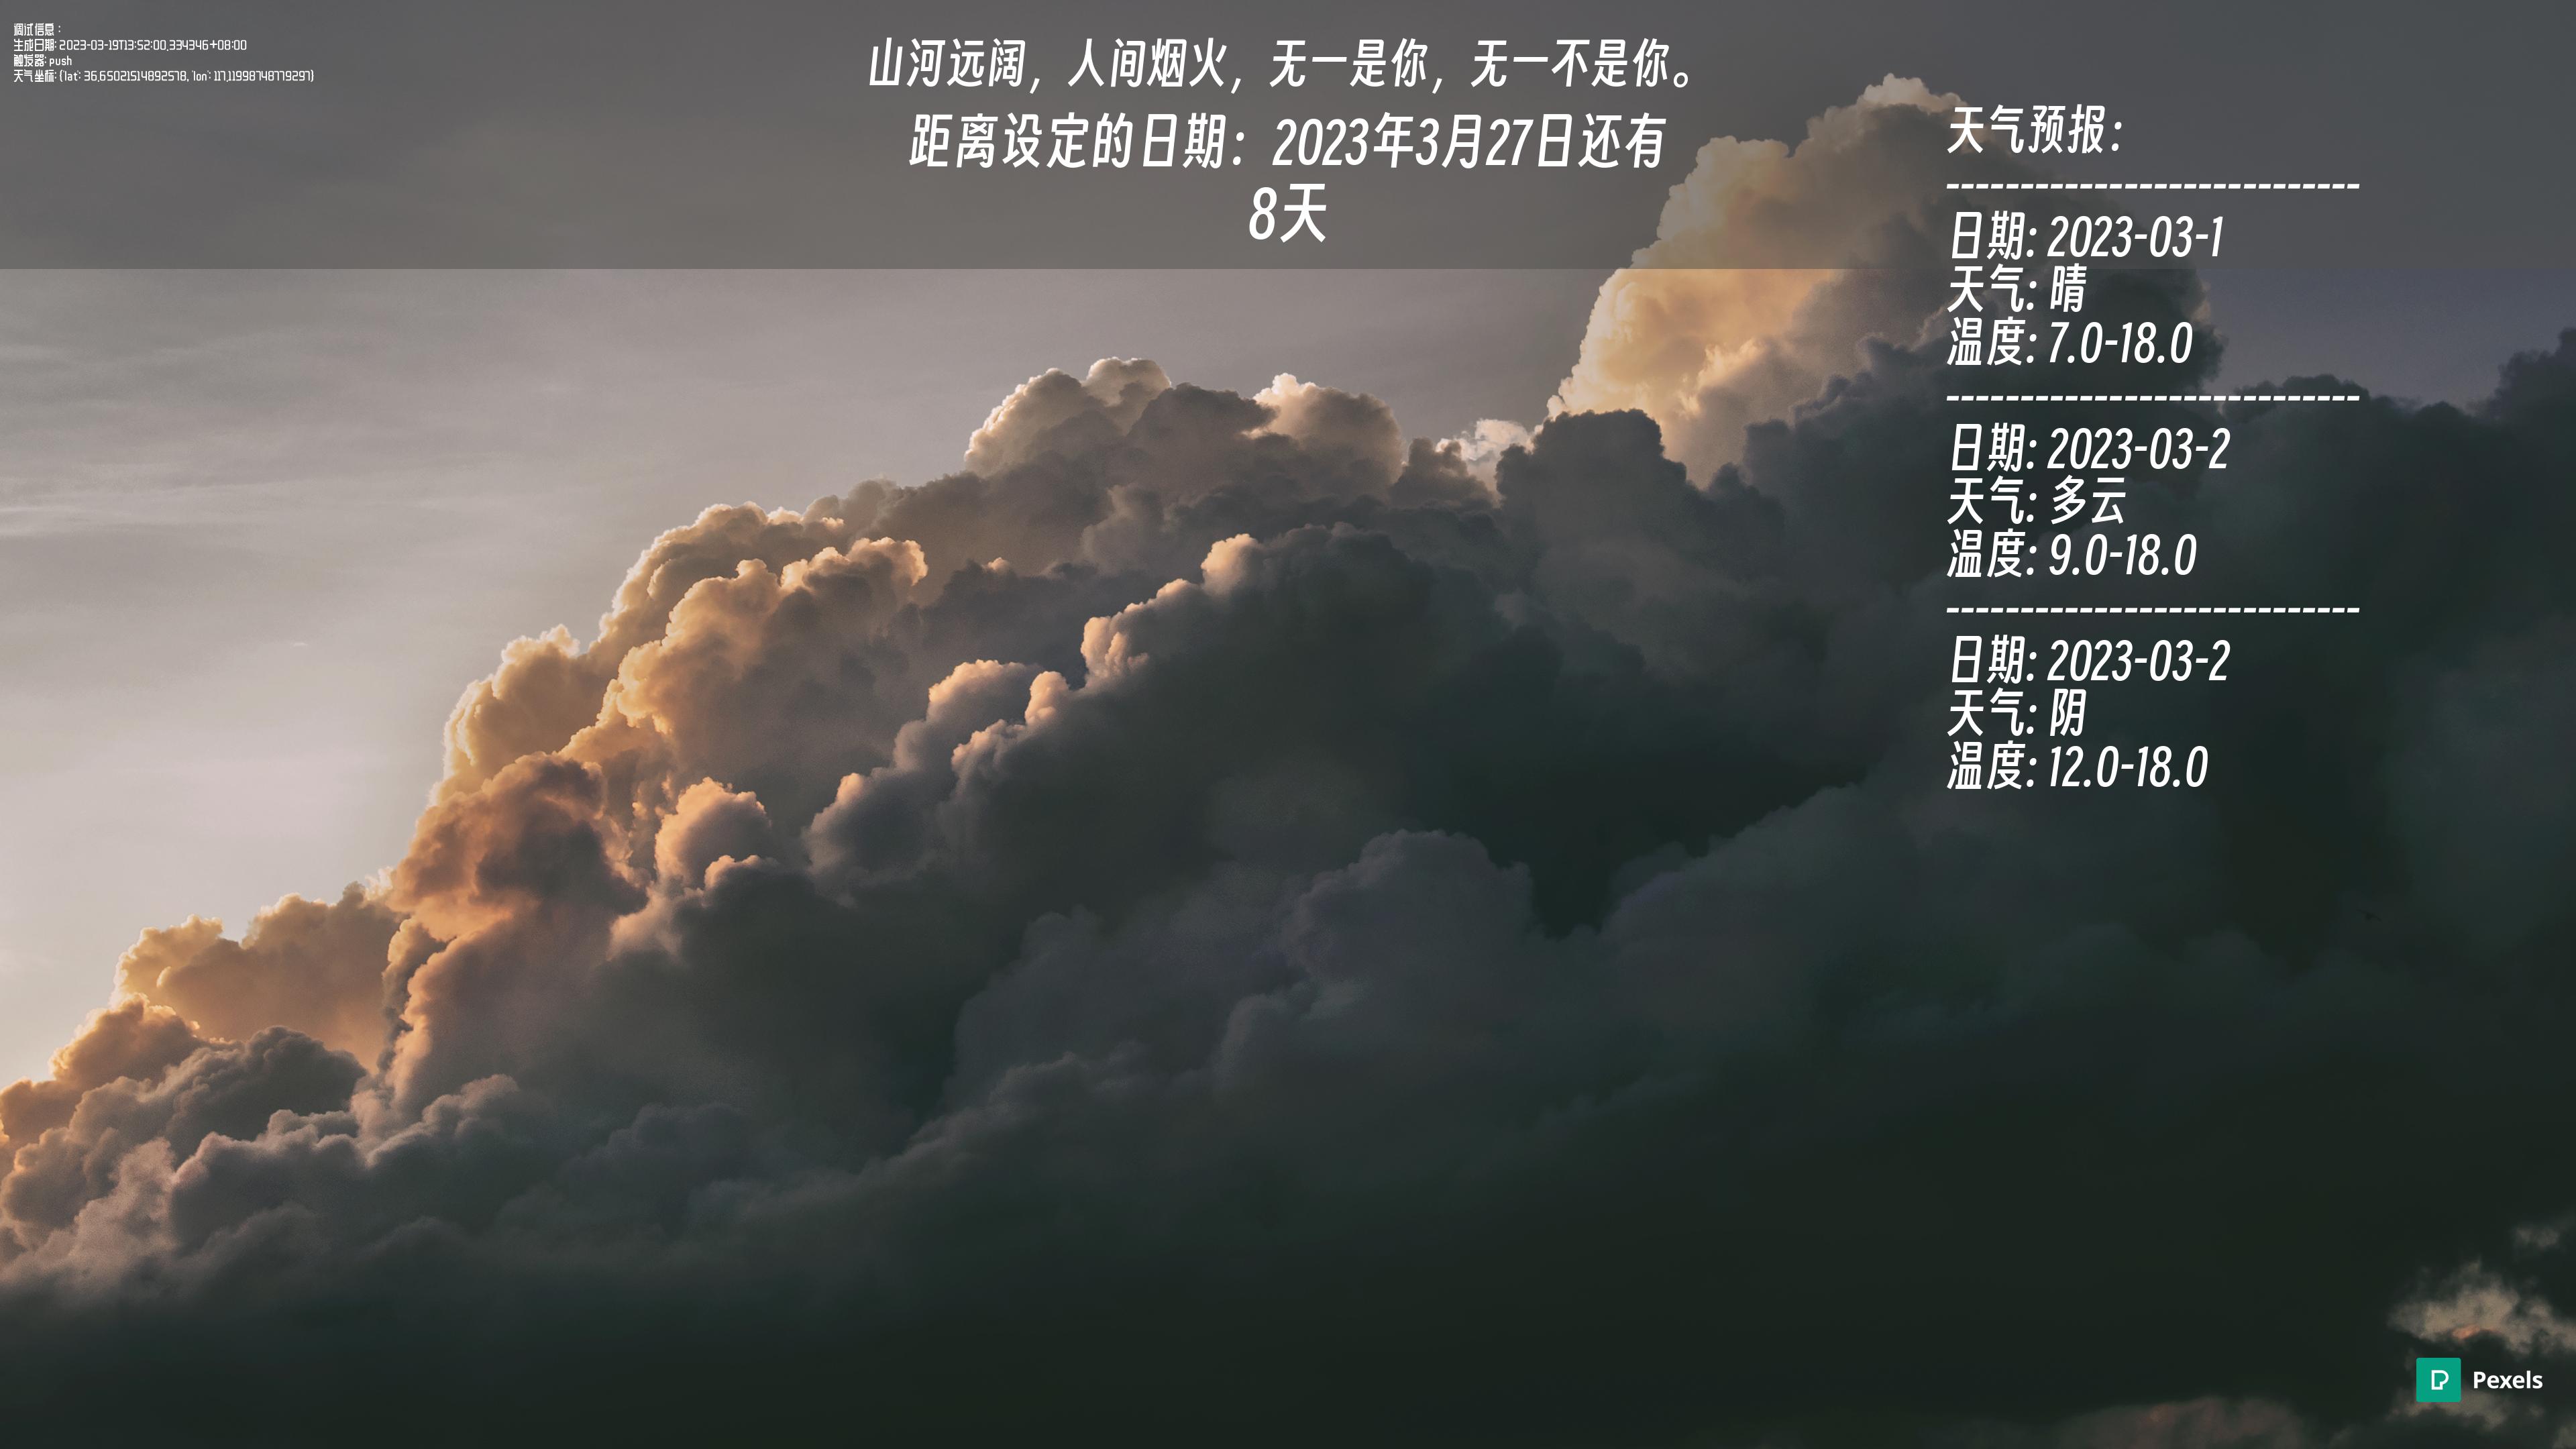 调试信息：
生成日期: 2023-03-19T13:52:00.334346+08:00
触发器: push
天气坐标: {'lat': 36.65021514892578, 'lon': 117.11998748779297}
山河远阔，人间烟火，无一是你，无一不是你。
距离设定的日期：2023年3月27日还有
8天
天气预报：
----------------------------
日期: 2023-03-1
天气: 晴
温度: 7.0-18.0
----------------------------
日期: 2023-03-2
天气: 多云
温度: 9.0-18.0
----------------------------
日期: 2023-03-2
天气: 阴
温度: 12.0-18.0
Pexels